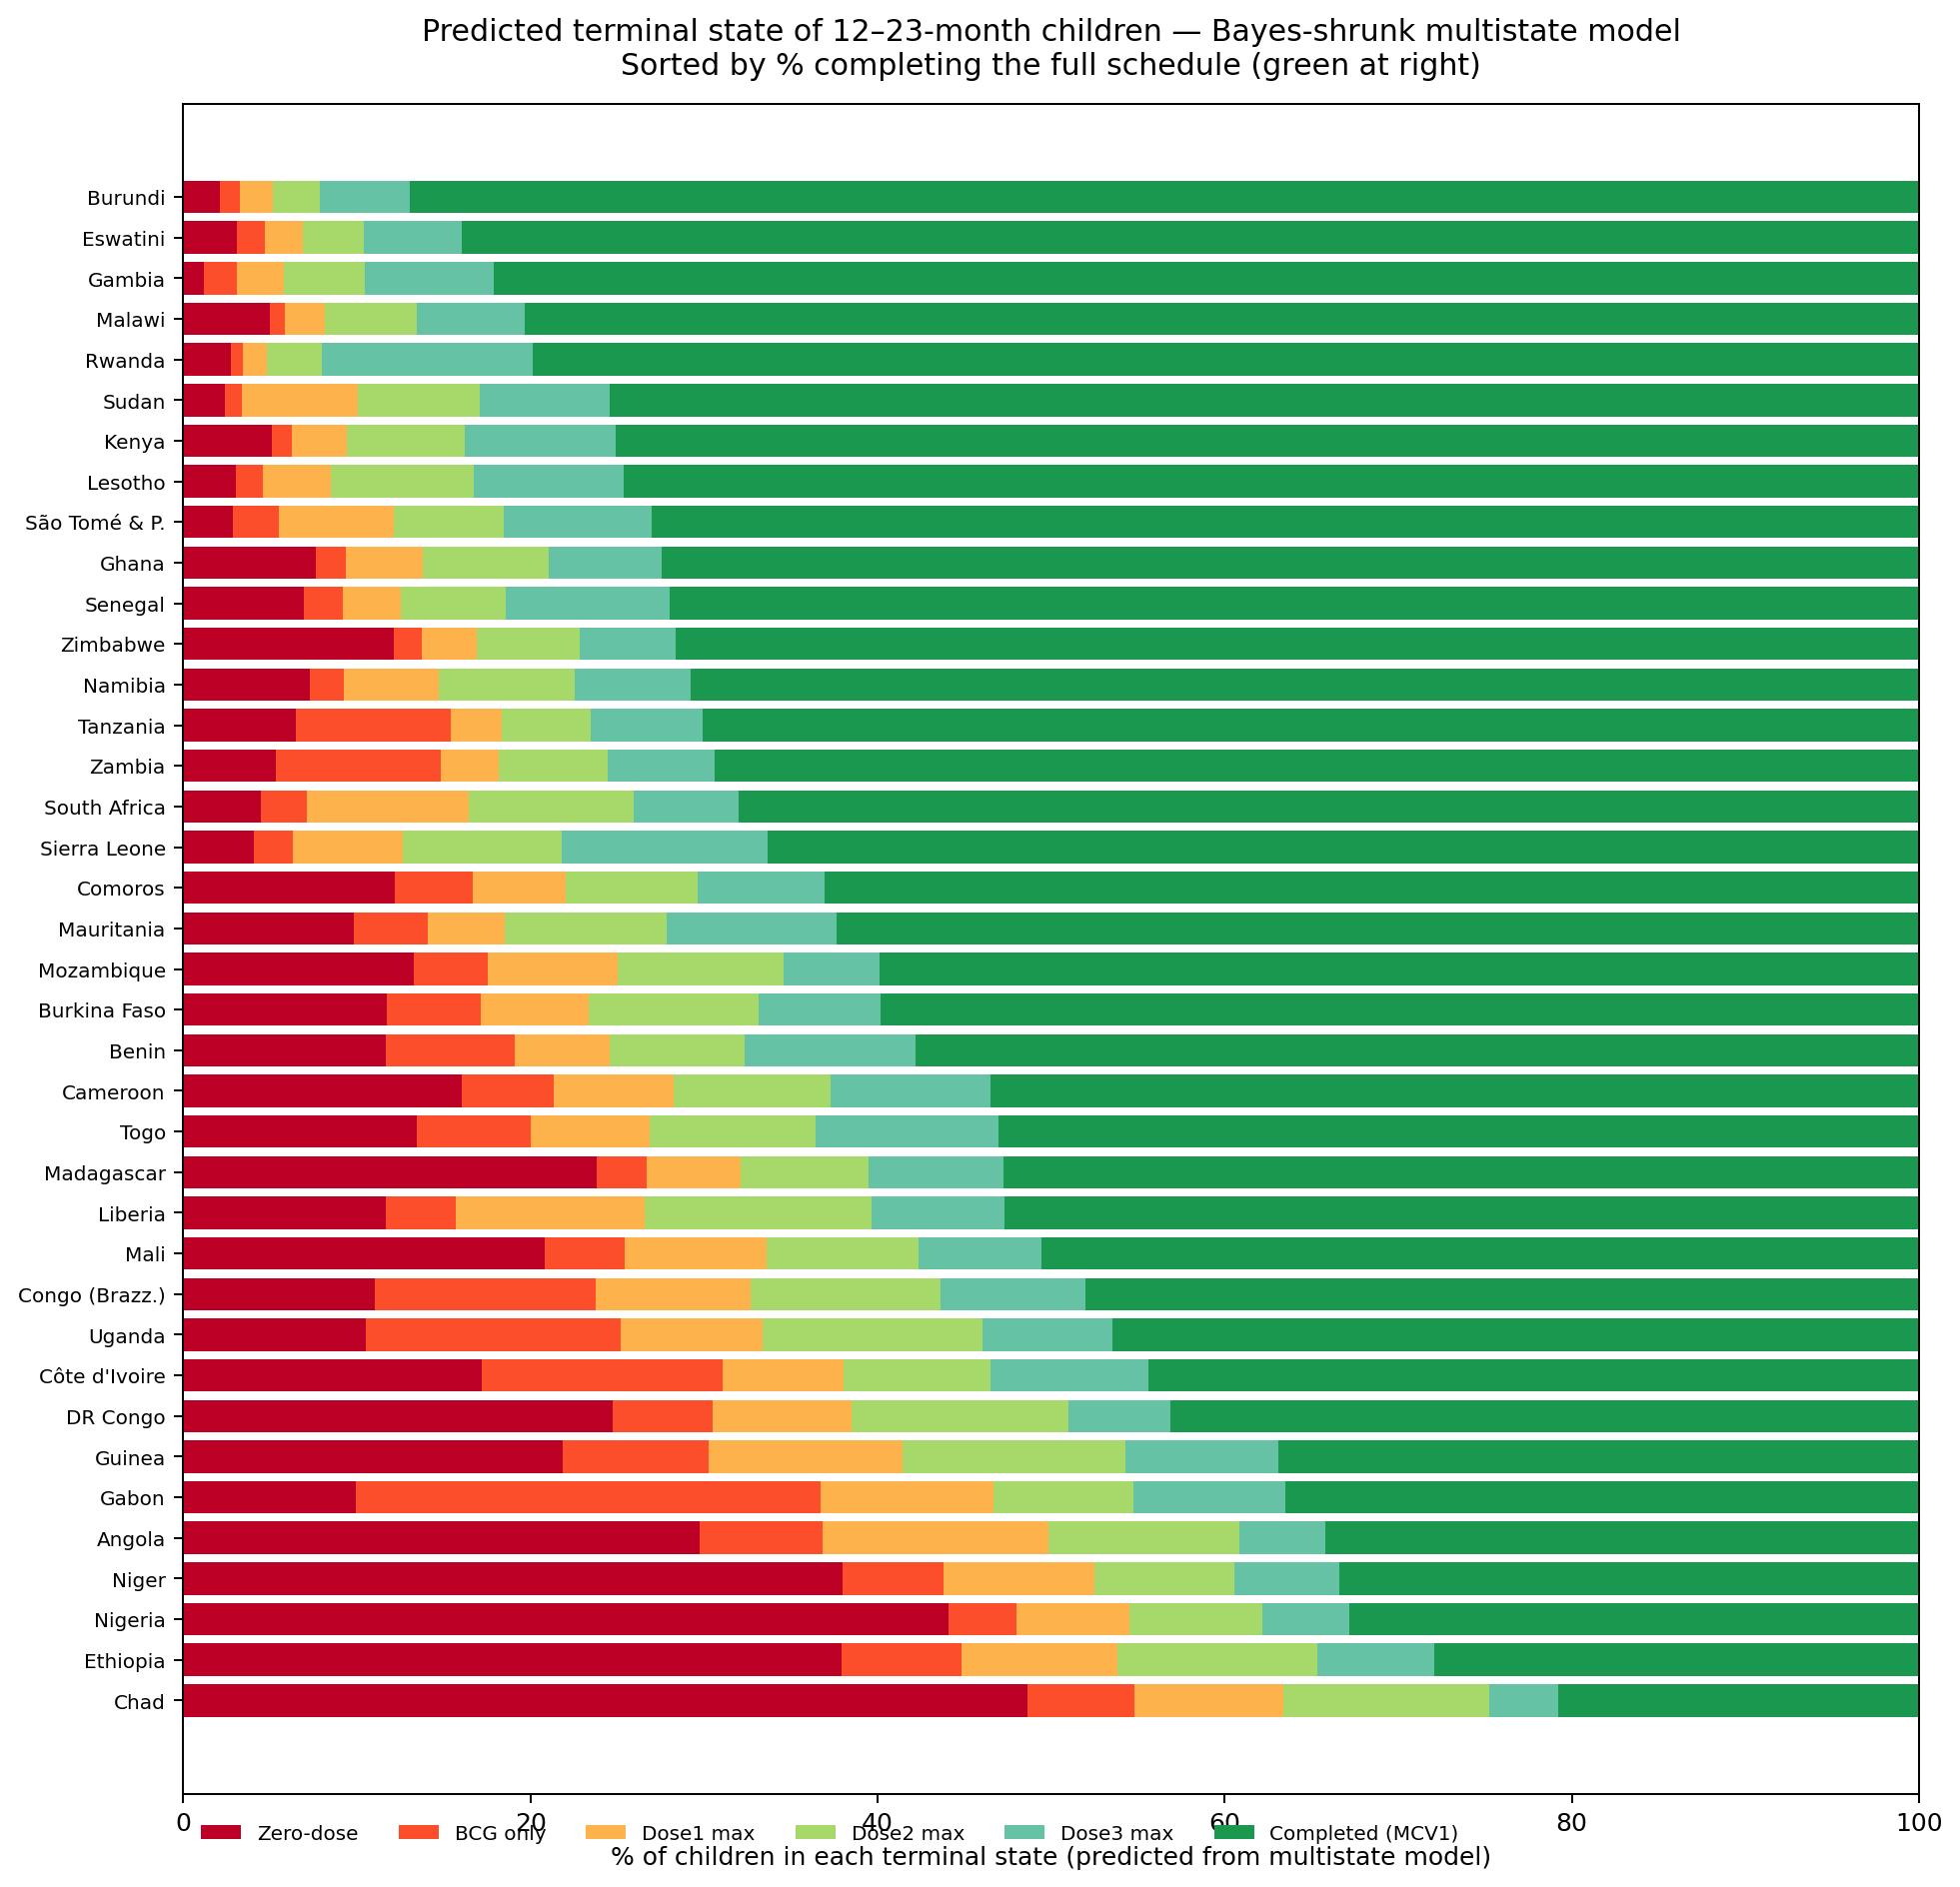 Predicted terminal state of 12–23-month children — Bayes-shrunk multistate model
Sorted by % completing the full schedule (green at right)
Burundi
Eswatini
Gambia
Malawi
Rwanda
Sudan
Kenya
Lesotho
São Tomé & P.
Ghana
Senegal
Zimbabwe
Namibia
Tanzania
Zambia
South Africa
Sierra Leone
Comoros
Mauritania
Mozambique
Burkina Faso
Benin
Cameroon
Togo
Madagascar
Liberia
Mali
Congo (Brazz.)
Uganda
Côte d'Ivoire
DR Congo
Guinea
Gabon
Angola
Niger
Nigeria
Ethiopia
Chad
0 20 40 60 80 100
Zero-dose BCG only Dose1 max Dose2 max Dose3 max Completed (MCV1)
% of children in each terminal state (predicted from multistate model)